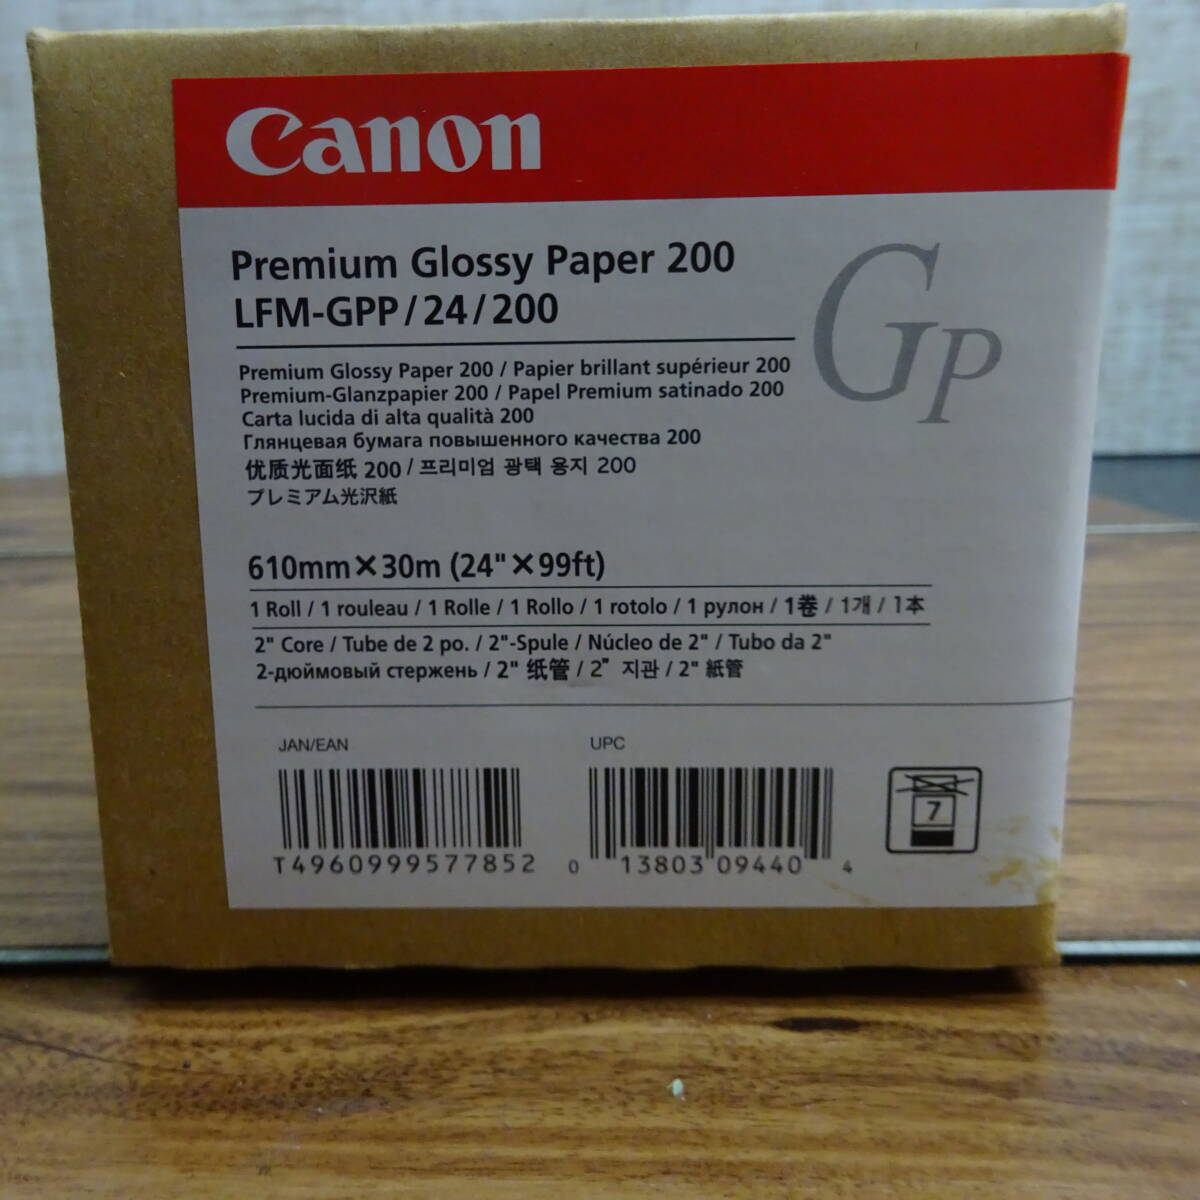 Canon
Premium Glossy Paper 200
LFM-GPP/24/200
GP
Premium Glossy Paper 200 / Papier brillant supérieur 200
Premium-Glanzpapier 200 / Papel Premium satinado 200
Carta lucida di alta qualità 200
Глянцевая бумага повышенного качества 200
优质光面纸 200 / 프리미엄 광택 용지 200
プレミアム光沢紙
610mm×30m (24"×99ft)
1 Roll / 1 rouleau / 1 Rolle / 1 Rollo / 1 rotolo / 1 рулон / 1卷 / 1개 / 1本
2" Core / Tube de 2 po. / 2"-Spule / Núcleo de 2" / Tubo da 2"
2-дюймовый стержень / 2" 纸管 / 2" 지관 / 2" 紙管
JAN/EAN UPC
7
T4960999577852 0 13803 09440 4